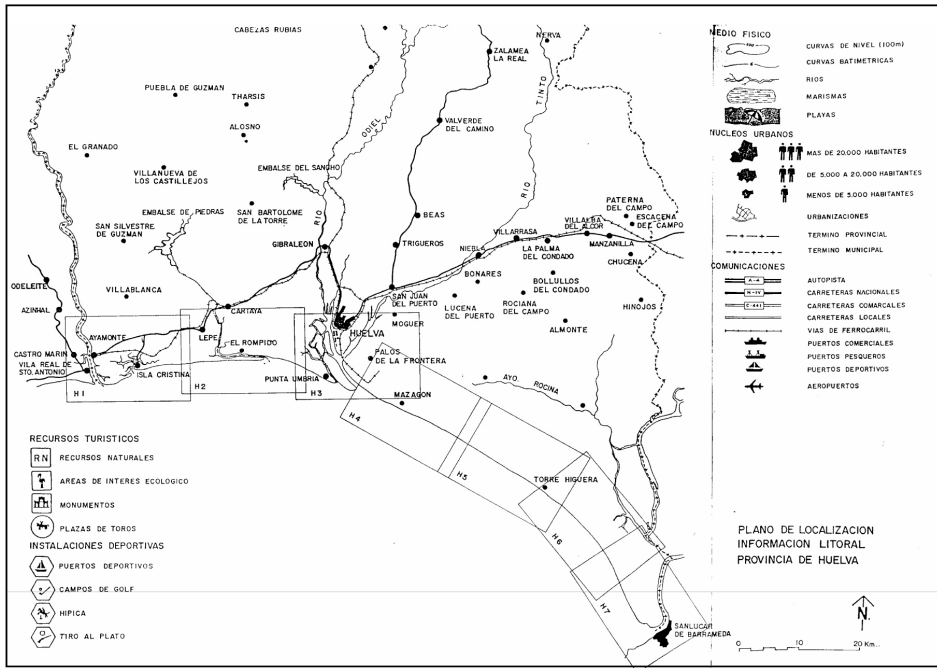 CABEZAS RUBIAS
NERVA
ZALAMEA
LA REAL
PUEBLA DE GUZMAN
THARSIS
RIO TINTO
ODIEL
VALVERDE
DEL CAMINO
ALOSNO
EL GRANADO
VILLANUEVA DE
LOS CASTILLEJOS
EMBALSE DEL SANCHO
EMBALSE DE PIEDRAS
SAN BARTOLOME
DE LA TORRE
RIO
BEAS
RIO
PATERNA
DEL CAMPO
ESCACENA
DEL CAMPO
VILLALBA
DEL ALCOR
SAN SILVESTRE
DE GUZMAN
GIBRALEON
TRIGUEROS
VILLARRASA
NIEBLA
LA PALMA
DEL CONDADO
MANZANILLA
CHUCENA
BONARES
BOLLULLOS
DEL CONDADO
ODELEITE
VILLABLANCA
AZINHAL
CARTAYA
SAN JUAN
DEL PUERTO
LUCENA
DEL PUERTO
ROCIANA
DEL CAMPO
HINOJOS
MOGUER
ALMONTE
HUELVA
AYAMONTE
LEPE
EL ROMPIDO
CASTRO MARIN
VILA REAL DE
STO. ANTONIO
ISLA CRISTINA
PALOS
DE LA FRONTERA
PUNTA UMBRIA
MAZAGON
AYO. ROCINA
H1
H2
H3
H4
H5
TORRE HIGUERA
H6
H7
SANLUCAR
DE BARRAMEDA
MEDIO FISICO
CURVAS DE NIVEL (100m)
CURVAS BATIMETRICAS
RIOS
MARISMAS
PLAYAS
NUCLEOS URBANOS
MAS DE 20.000 HABITANTES
DE 5.000 A 20.000 HABITANTES
MENOS DE 5.000 HABITANTES
URBANIZACIONES
TERMINO PROVINCIAL
TERMINO MUNICIPAL
COMUNICACIONES
A-4 AUTOPISTA
N-IV CARRETERAS NACIONALES
C-441 CARRETERAS COMARCALES
CARRETERAS LOCALES
VIAS DE FERROCARRIL
PUERTOS COMERCIALES
PUERTOS PESQUEROS
PUERTOS DEPORTIVOS
AEROPUERTOS
RECURSOS TURISTICOS
RN RECURSOS NATURALES
AREAS DE INTERES ECOLOGICO
MONUMENTOS
PLAZAS DE TOROS
INSTALACIONES DEPORTIVAS
PUERTOS DEPORTIVOS
CAMPOS DE GOLF
HIPICA
TIRO AL PLATO
PLANO DE LOCALIZACION
INFORMACION LITORAL
PROVINCIA DE HUELVA
N.
0 10 20 Km..